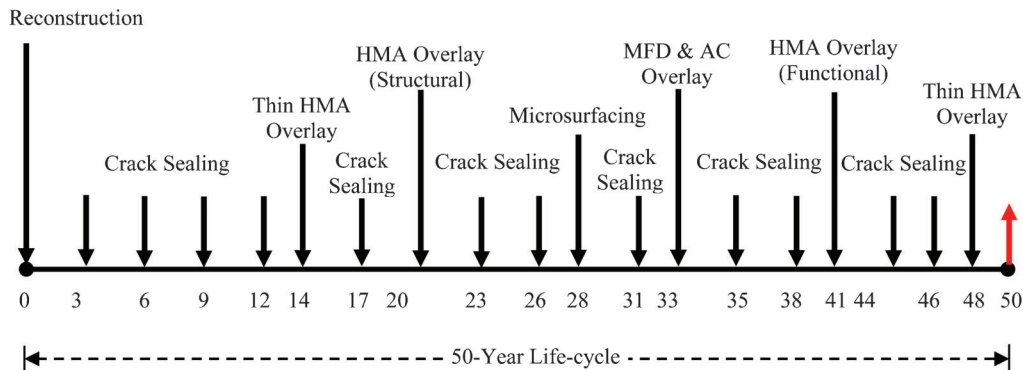 Reconstruction
HMA Overlay
(Structural)
MFD & AC
Overlay
HMA Overlay
(Functional)
Thin HMA
Overlay
Thin HMA
Overlay
Microsurfacing
Crack Sealing
Crack
Sealing
Crack Sealing
Crack
Sealing
Crack Sealing
Crack Sealing
0 3 6 9 12 14 17 20 23 26 28 31 33 35 38 41 44 46 48 50
50-Year Life-cycle